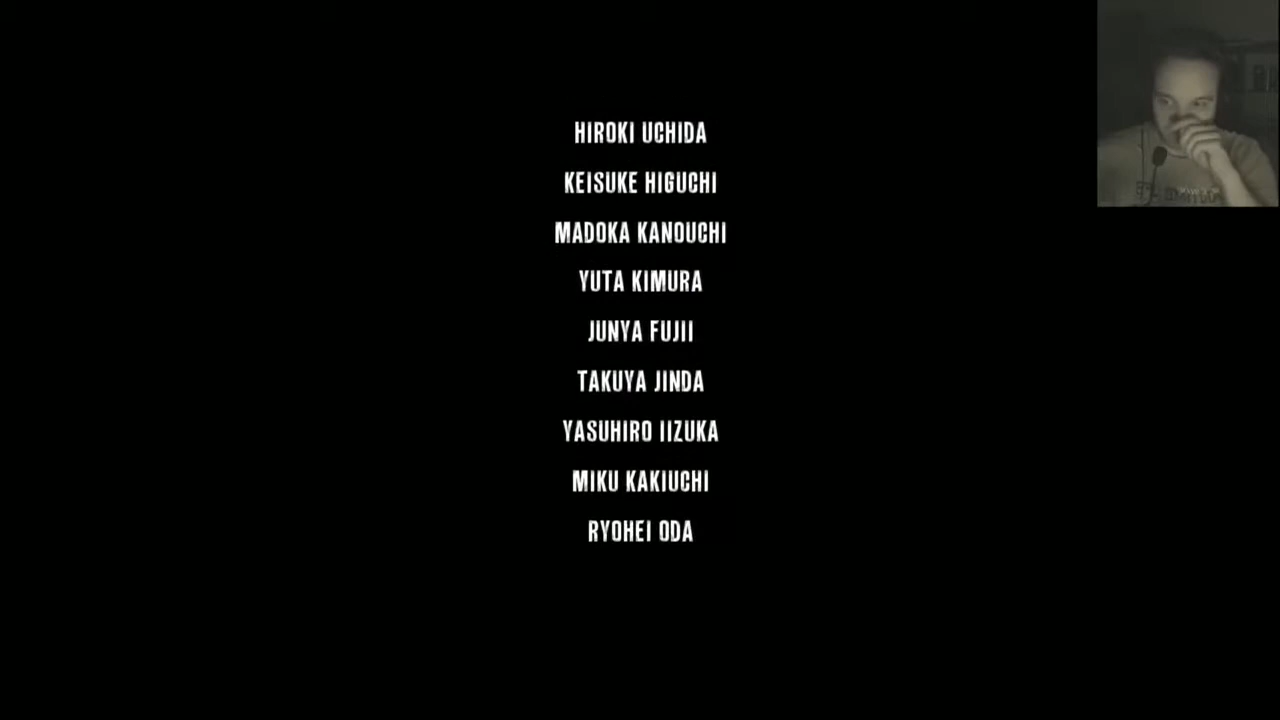 HIROKI UCHIDA
KEISUKE HIGUCHI
MADOKA KANOUCHI
YUTA KIMURA
JUNYA FUJII
TAKUYA JINDA
YASUHIRO IIZUKA
MIKU KAKIUCHI
RYOHEI ODA